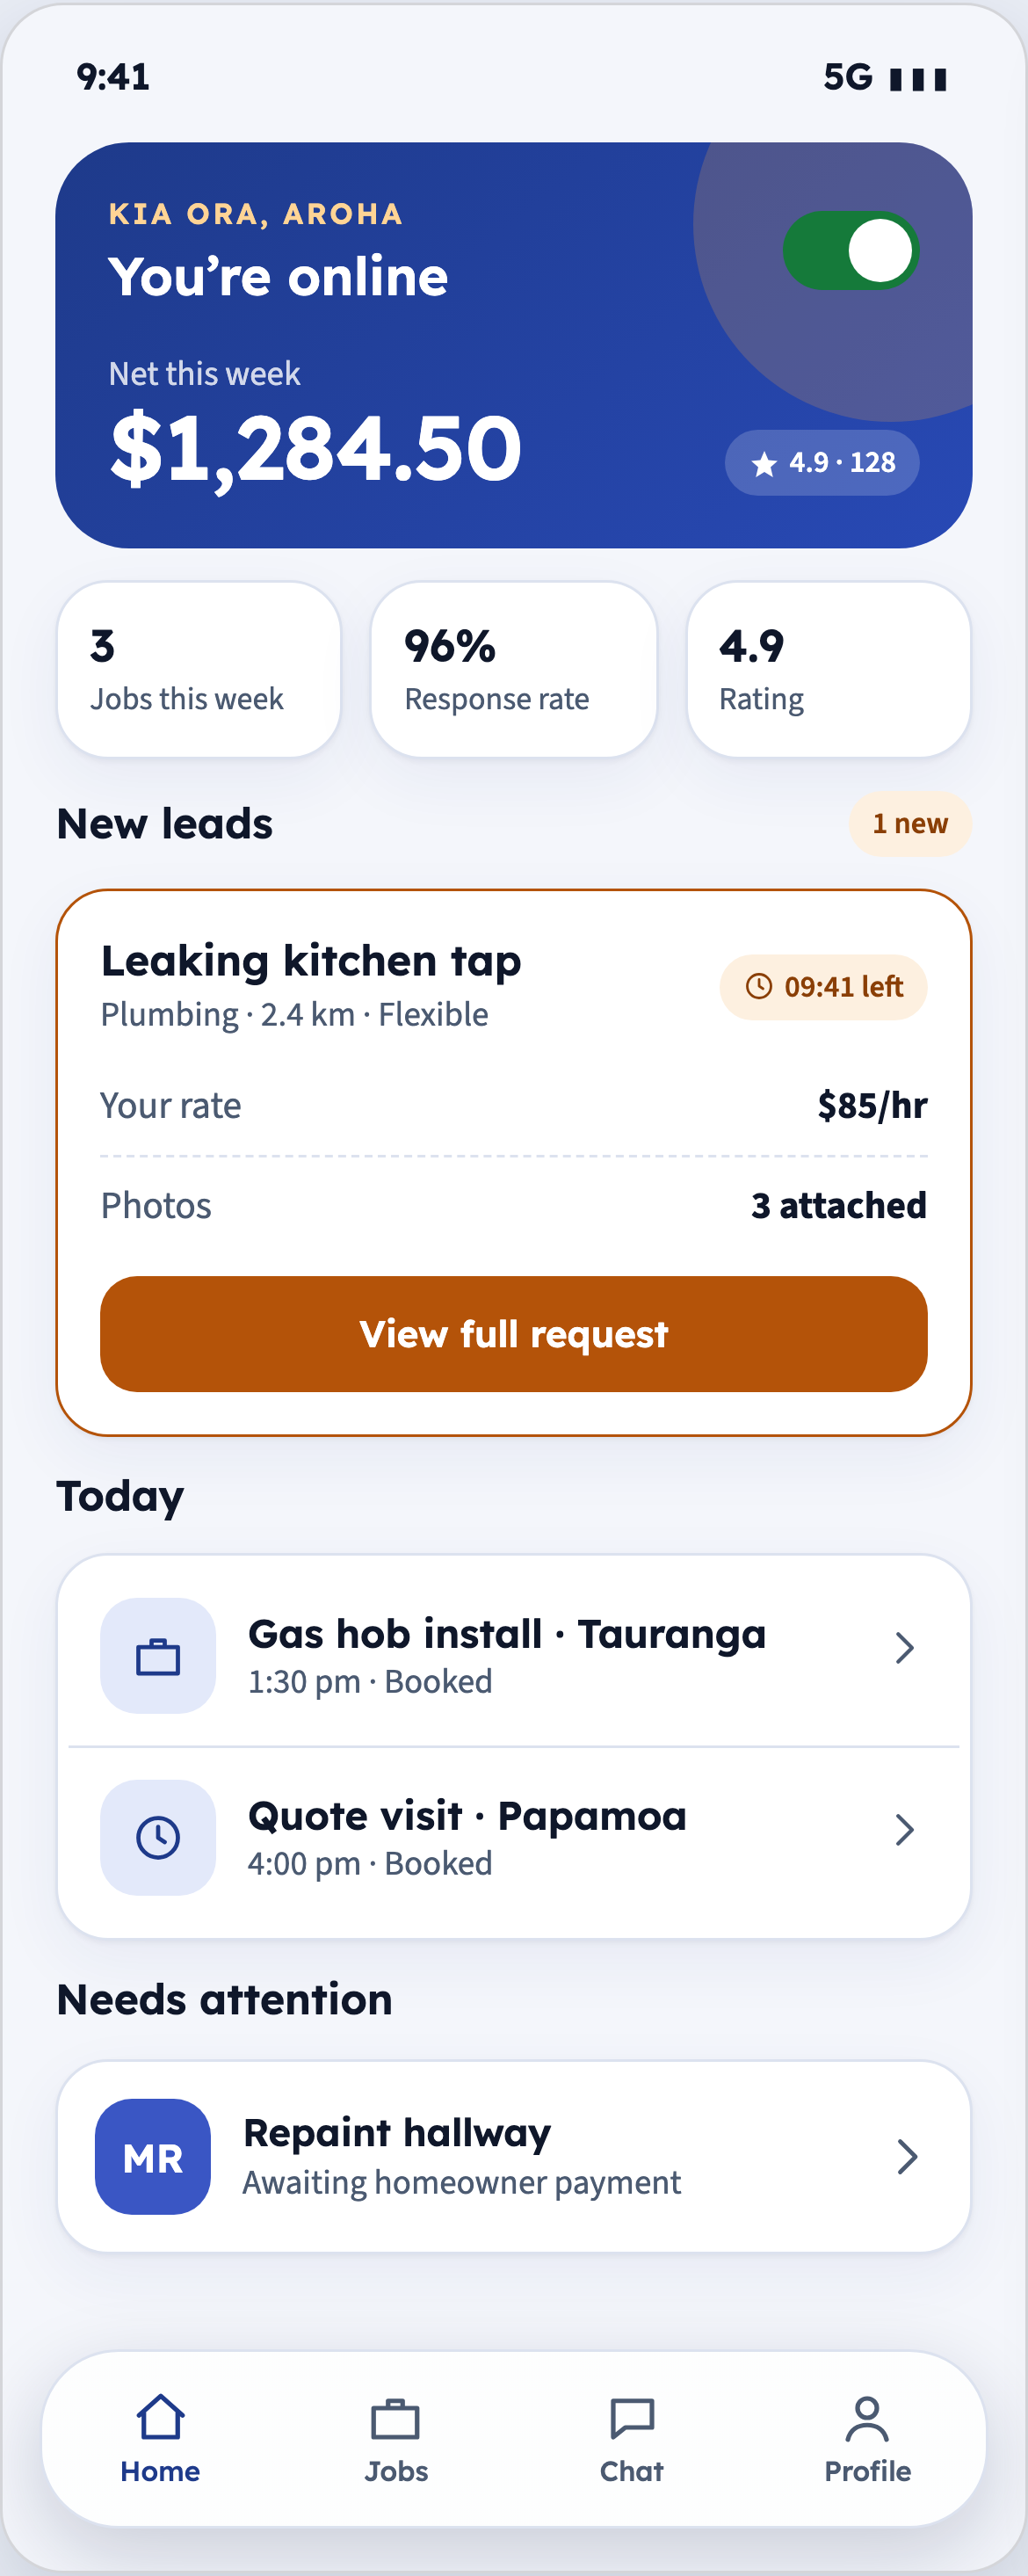 9:41
5G
KIA ORA, AROHA
You’re online
Net this week
$1,284.50
4.9 · 128
3
Jobs this week
96%
Response rate
4.9
Rating
New leads
1 new
Leaking kitchen tap
Plumbing · 2.4 km · Flexible
09:41 left
Your rate
$85/hr
Photos
3 attached
View full request
Today
Gas hob install · Tauranga
1:30 pm · Booked
Quote visit · Papamoa
4:00 pm · Booked
Needs attention
MR
Repaint hallway
Awaiting homeowner payment
Home
Jobs
Chat
Profile